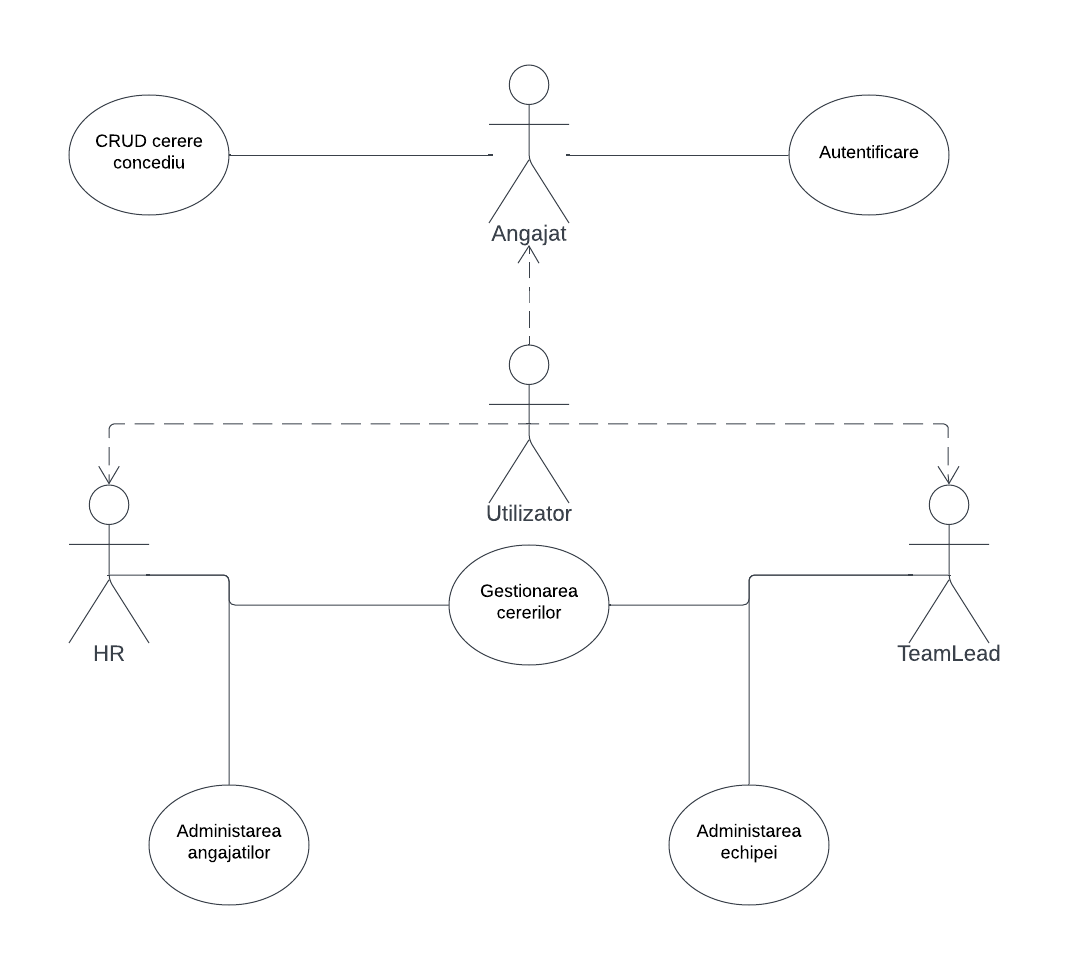 CRUD cerere
concediu
Autentificare
Angajat
Utilizator
Gestionarea
cererilor
HR
TeamLead
Administarea
angajatilor
Administarea
echipei